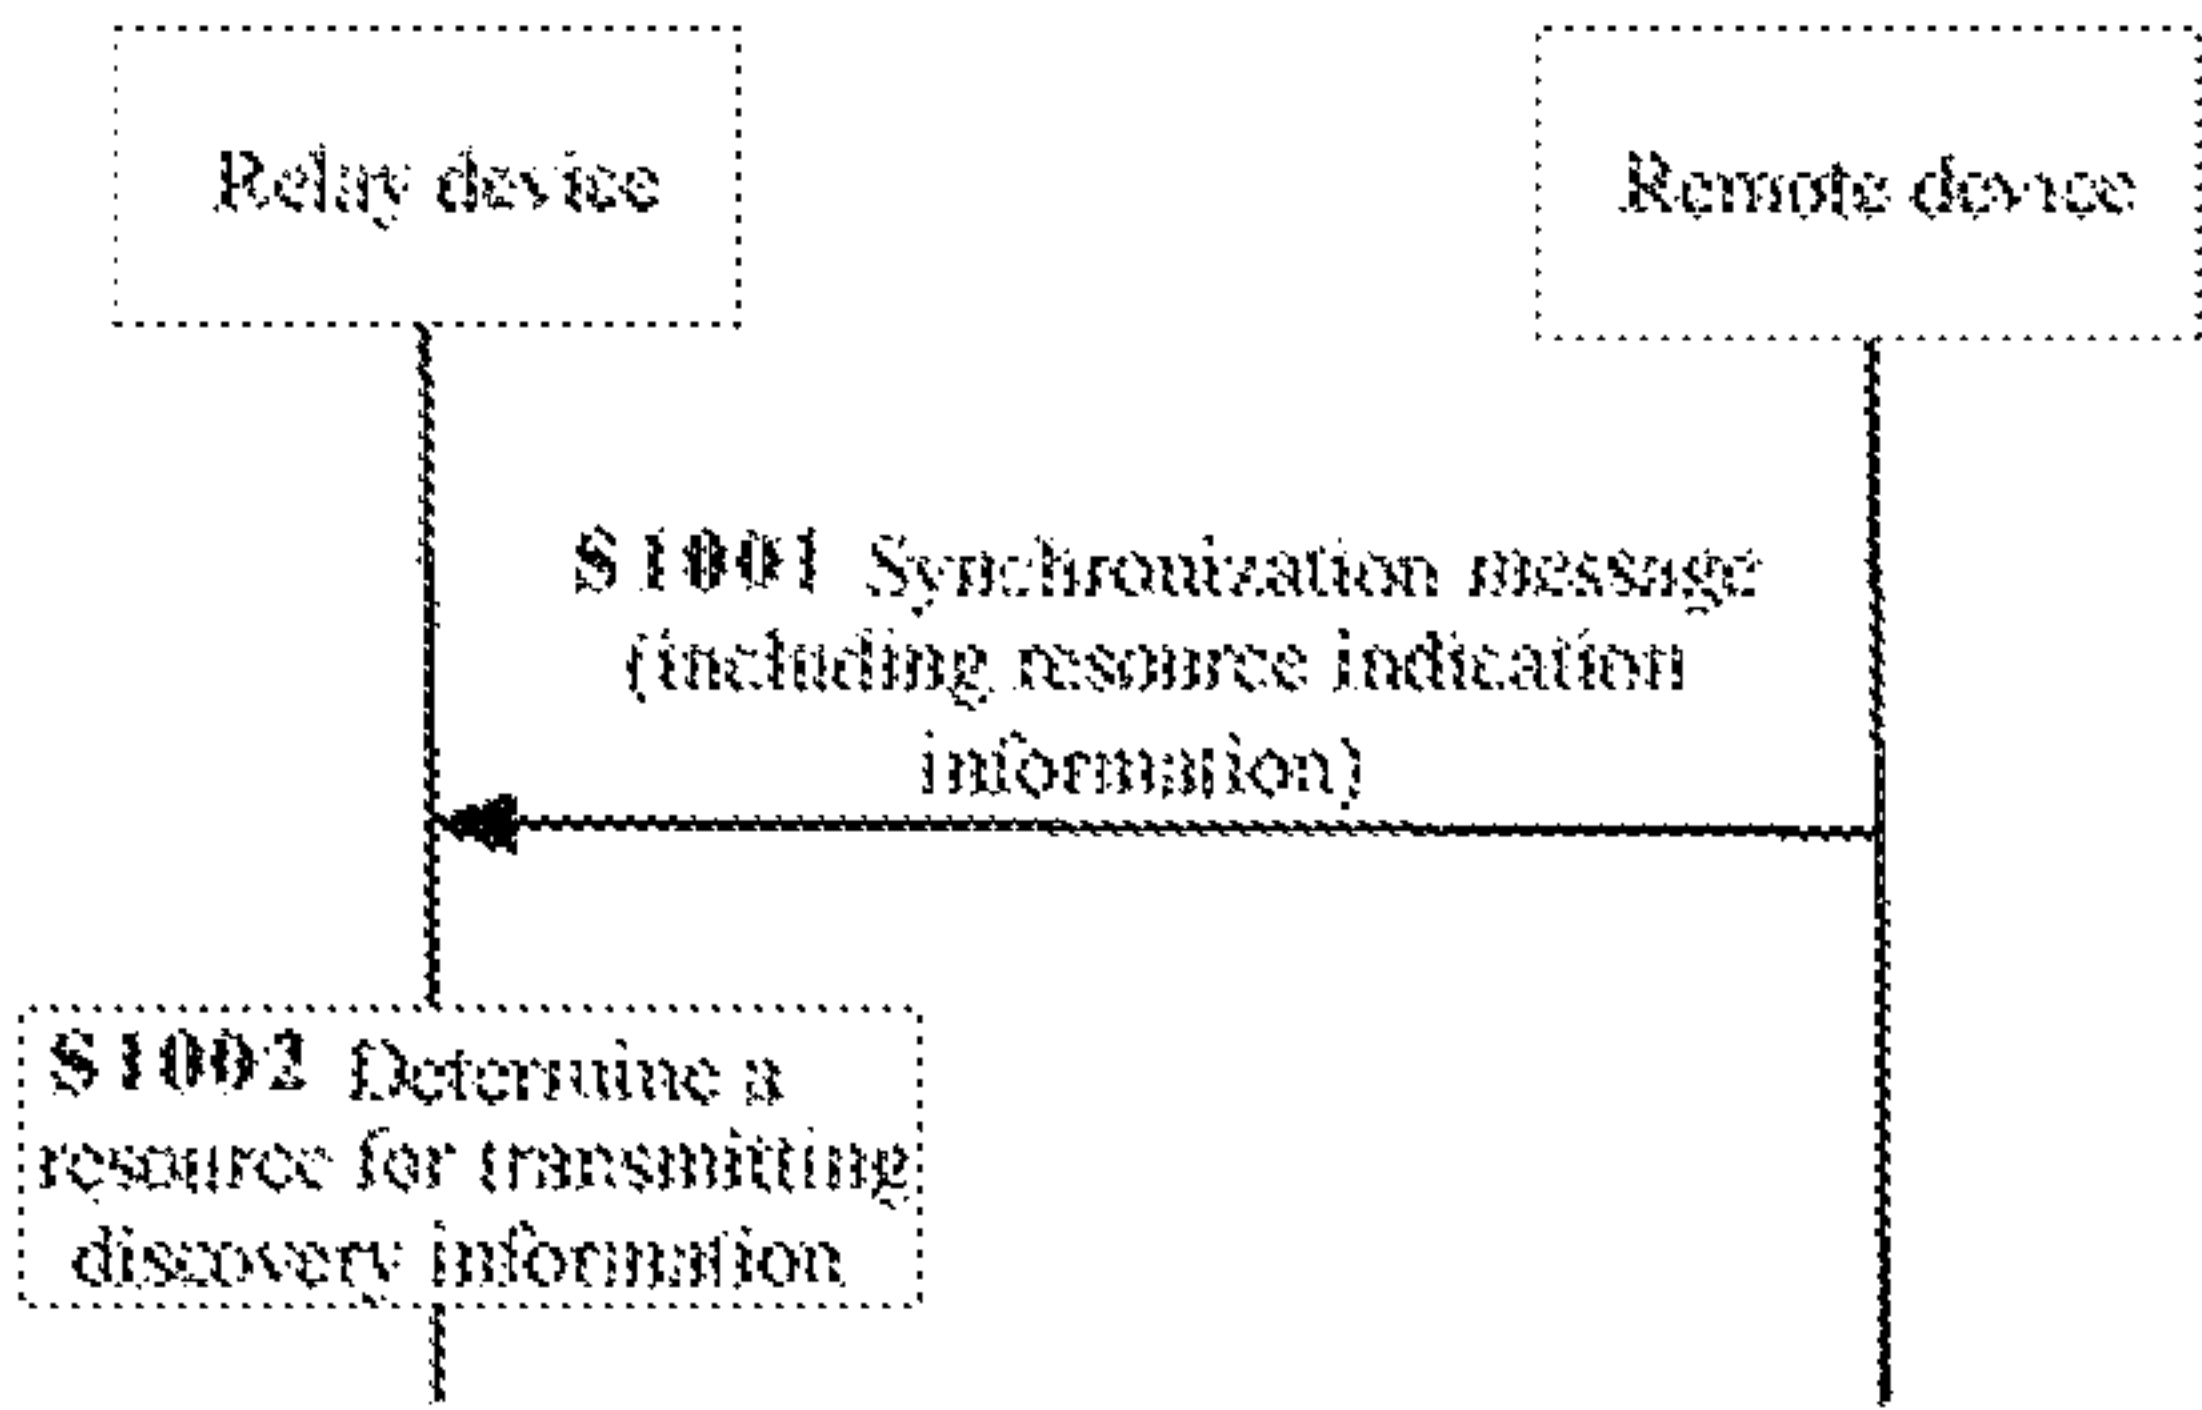 Relay device
Remote device
S1001 Synchronization message
(including resource indication
information)
S1002 Determine a
resource for transmitting
discovery information